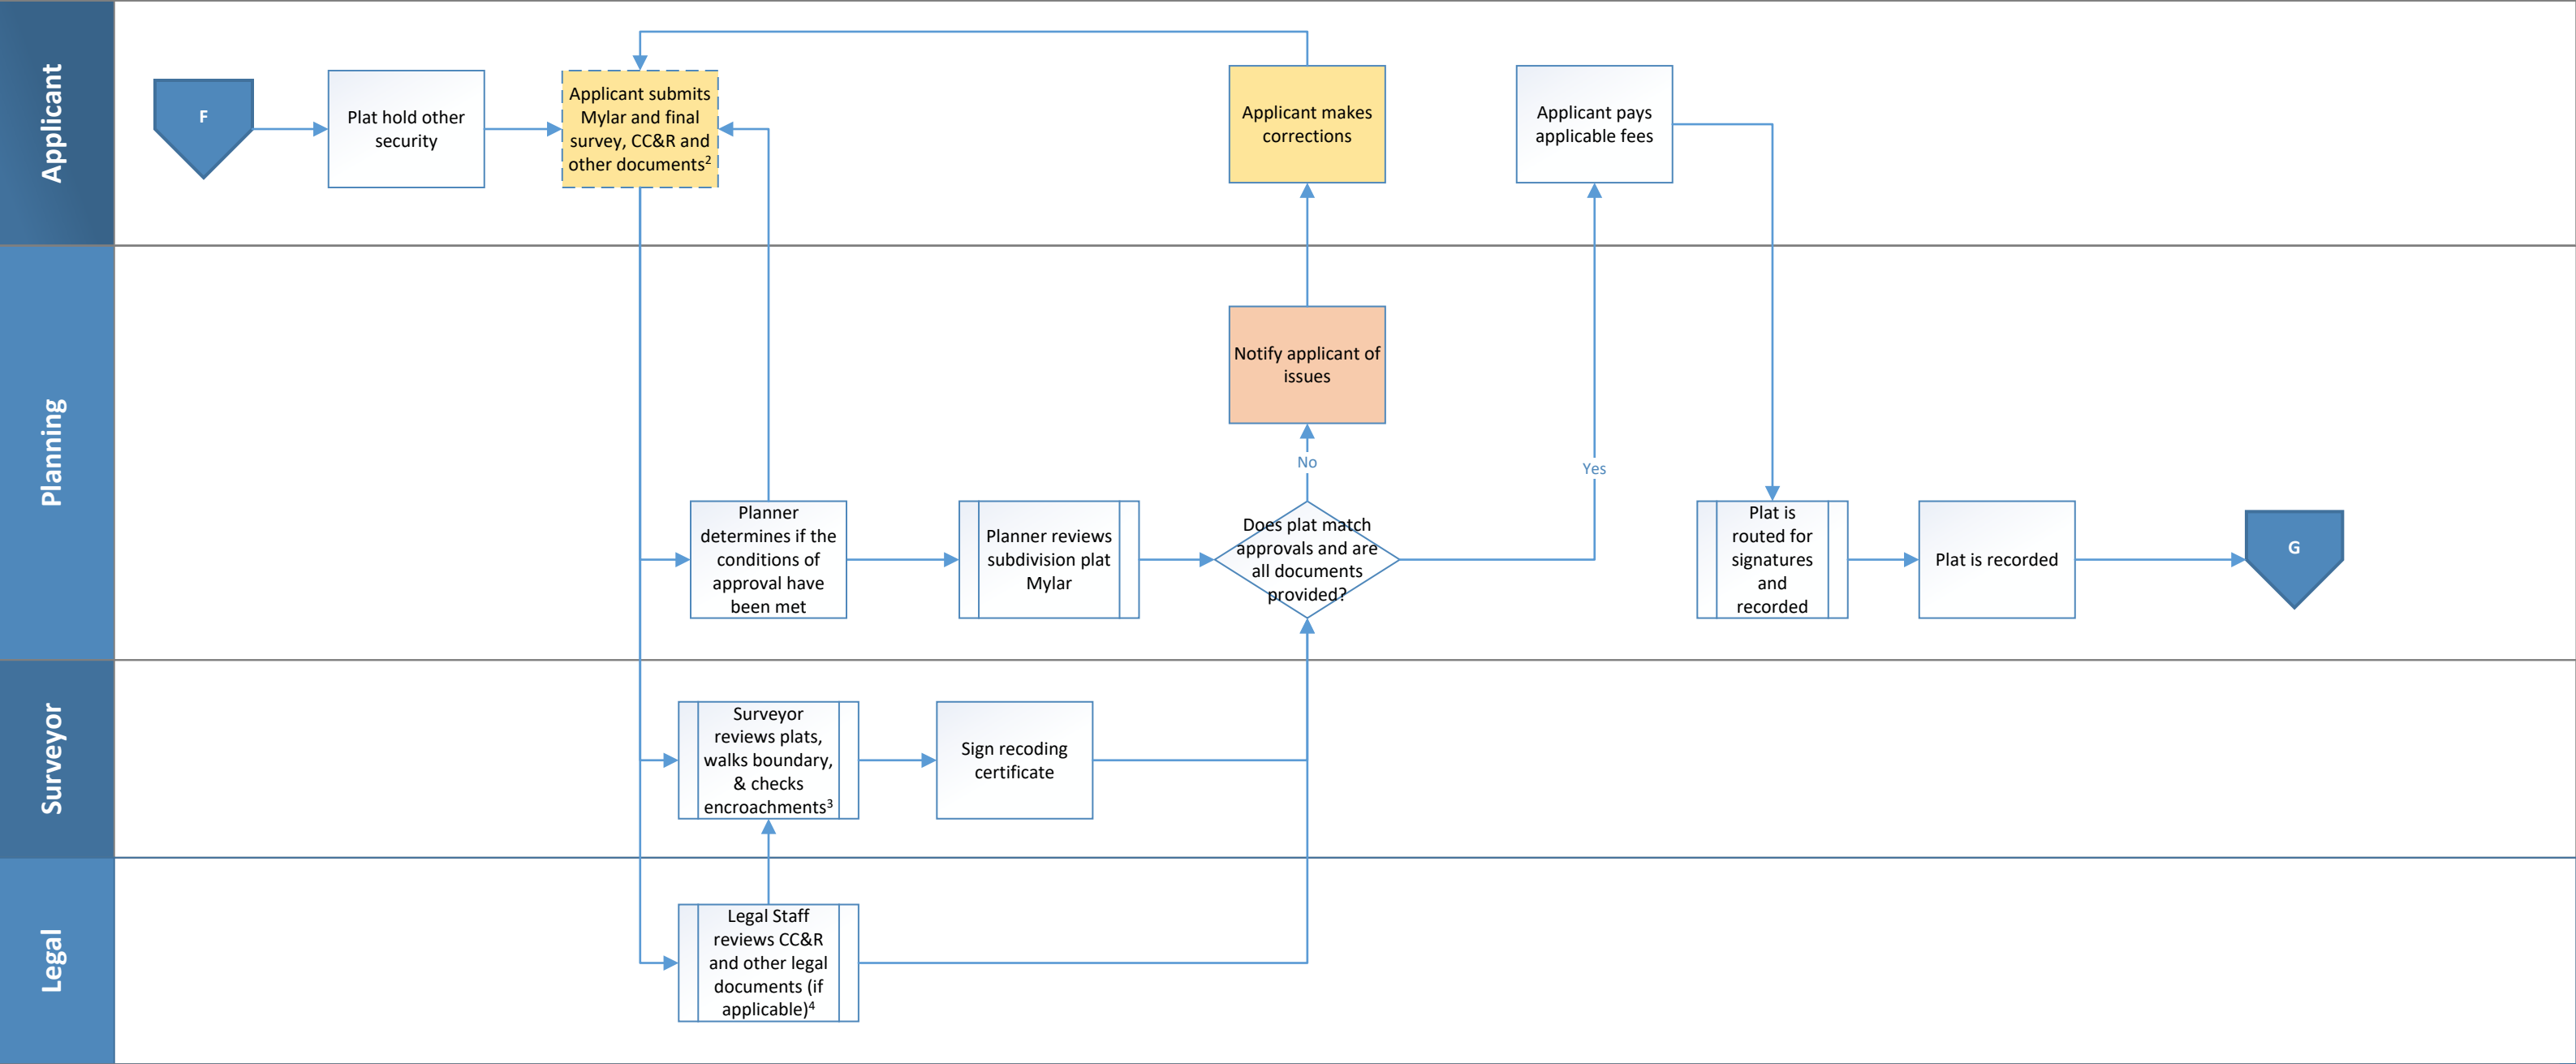 Applicant
F
Plat hold other
security
Applicant submits
Mylar and final
survey, CC&R and
other documents²
Applicant makes
corrections
Applicant pays
applicable fees
Planning
Notify applicant of
issues
No
Yes
Planner
determines if the
conditions of
approval have
been met
Planner reviews
subdivision plat
Mylar
Does plat match
approvals and are
all documents
provided?
Plat is
routed for
signatures
and
recorded
Plat is recorded
G
Surveyor
Surveyor
reviews plats,
walks boundary,
& checks
encroachments³
Sign recoding
certificate
Legal
Legal Staff
reviews CC&R
and other legal
documents (if
applicable)⁴